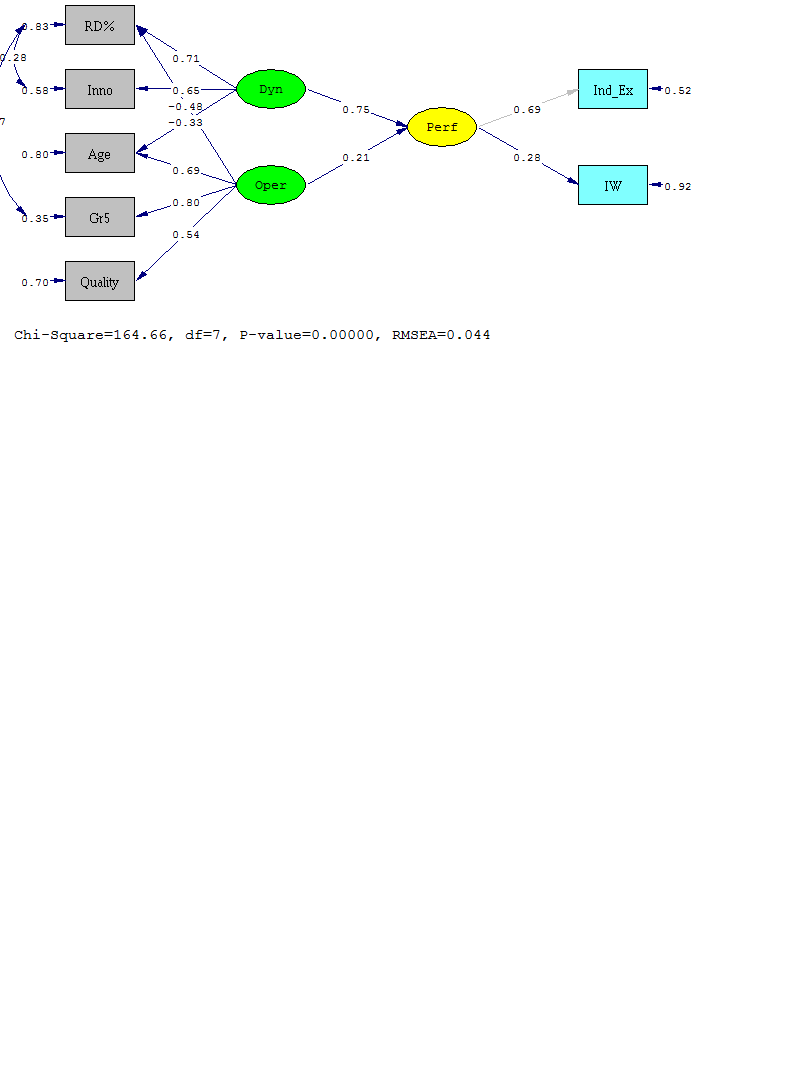 0.83
RD%
0.28
0.71
0.58
Inno
0.65
Dyn
0.75
Ind_Ex
0.52
-0.48
0.69
7
-0.33
Perf
0.80
Age
0.69
0.21
0.28
Oper
IW
0.92
0.80
0.35
Gr5
0.54
0.70
Quality
Chi-Square=164.66, df=7, P-value=0.00000, RMSEA=0.044